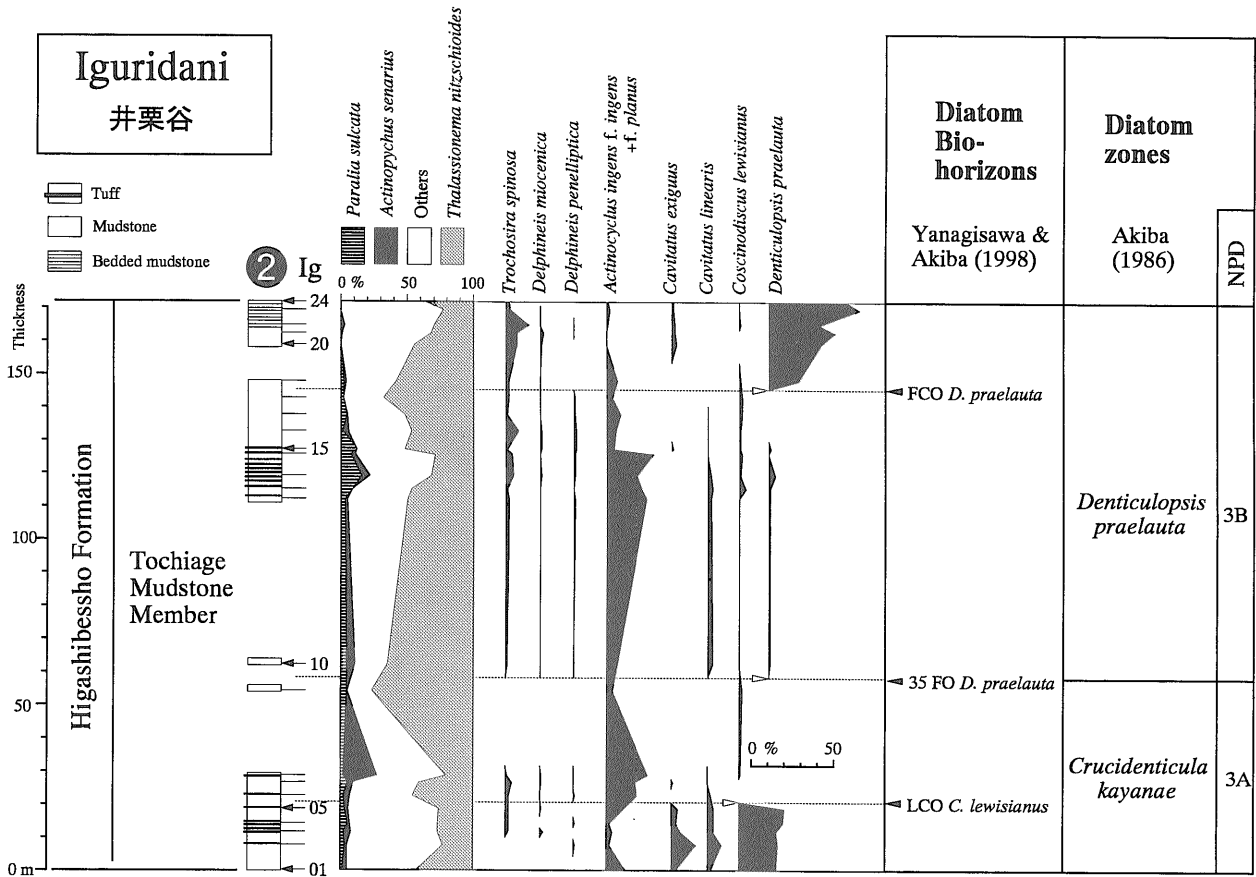 Iguridani
井栗谷
Tuff
Mudstone
Bedded mudstone
2 Ig
Paralia sulcata
Actinopychus senarius
Others
Thalassionema nitzschioides
Trochosira spinosa
Delphineis miocenica
Delphineis penelliptica
Actinocyclus ingens f. ingens
+f. planus
Cavitatus exiguus
Cavitatus linearis
Coscinodiscus lewisianus
Denticulopsis praelauta
Diatom
Bio-
horizons
Yanagisawa &
Akiba (1998)
Diatom
zones
Akiba
(1986)
NPD
0 % 50 100
Thickness
150
100
50
0 m
Higashibessho Formation
Tochiage
Mudstone
Member
24
20
15
10
05
01
0 % 50
FCO D. praelauta
35 FO D. praelauta
LCO C. lewisianus
Denticulopsis
praelauta
3B
Crucidenticula
kayanae
3A